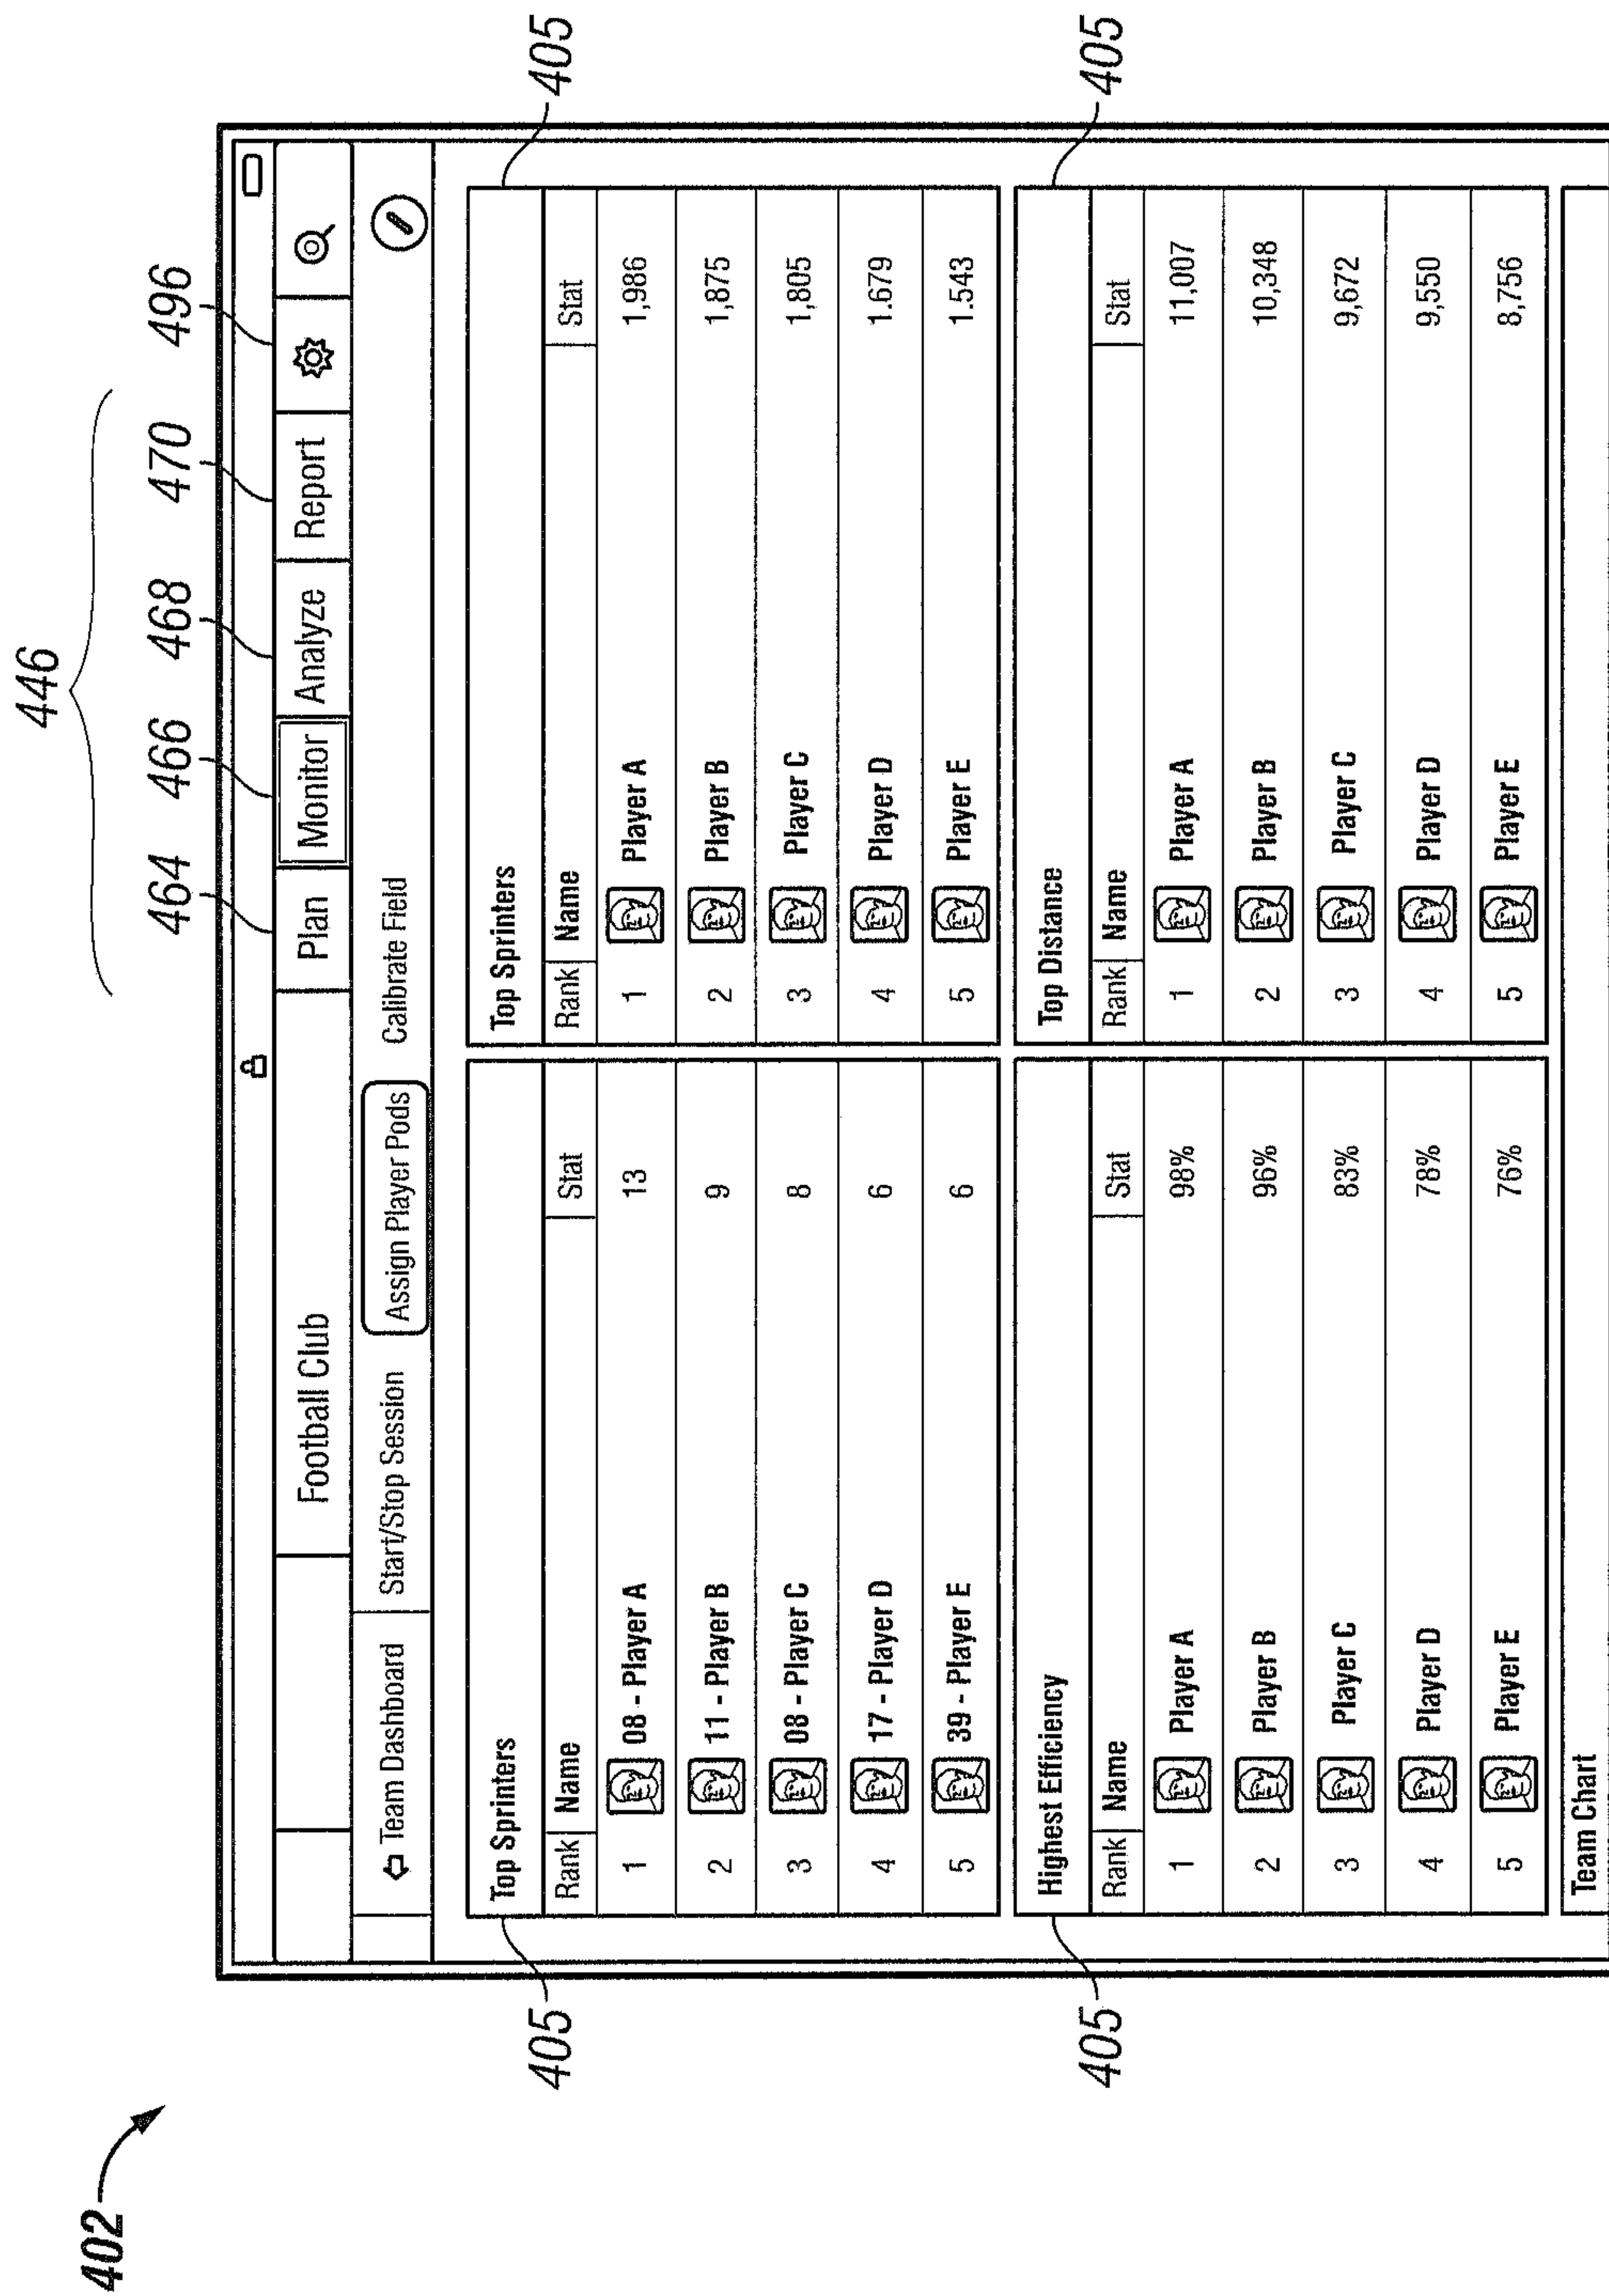 402
446
464 466 468 470 496
Football Club Plan Monitor Analyze Report
Team Dashboard Start/Stop Session Assign Player Pods Calibrate Field
405
Top Sprinters
Rank Name Stat
1 08 - Player A 13
2 11 - Player B 9
3 08 - Player C 8
4 17 - Player D 6
5 39 - Player E 6
405
Top Sprinters
Rank Name Stat
1 Player A 1,986
2 Player B 1,875
3 Player C 1,805
4 Player D 1.679
5 Player E 1.543
405
Highest Efficiency
Rank Name Stat
1 Player A 98%
2 Player B 96%
3 Player C 83%
4 Player D 78%
5 Player E 76%
405
Top Distance
Rank Name Stat
1 Player A 11,007
2 Player B 10,348
3 Player C 9,672
4 Player D 9,550
5 Player E 8,756
Team Chart